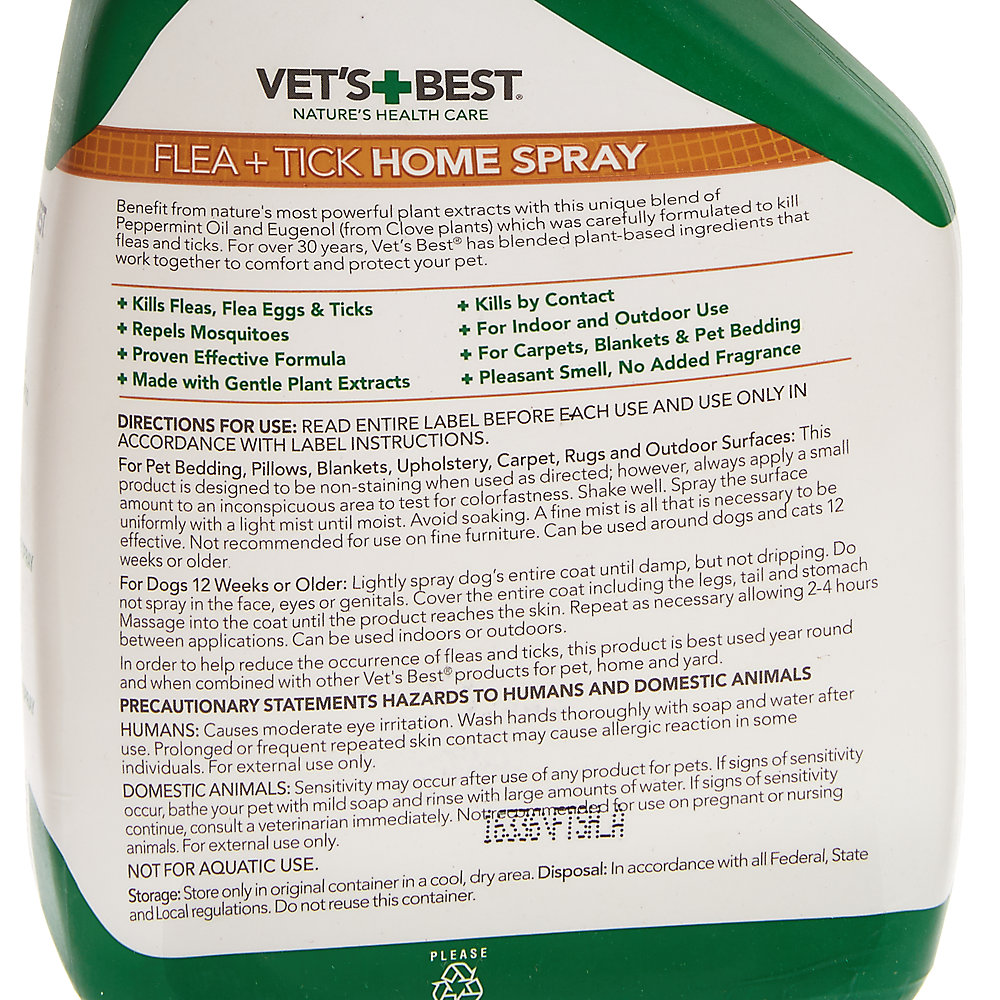 VET'S+BEST®
NATURE'S HEALTH CARE
FLEA + TICK HOME SPRAY
Benefit from nature's most powerful plant extracts with this unique blend of
Peppermint Oil and Eugenol (from Clove plants) which was carefully formulated to kill
fleas and ticks. For over 30 years, Vet's Best® has blended plant-based ingredients that
work together to comfort and protect your pet.
+ Kills Fleas, Flea Eggs & Ticks
+ Repels Mosquitoes
+ Proven Effective Formula
+ Made with Gentle Plant Extracts
+ Kills by Contact
+ For Indoor and Outdoor Use
+ For Carpets, Blankets & Pet Bedding
+ Pleasant Smell, No Added Fragrance
DIRECTIONS FOR USE: READ ENTIRE LABEL BEFORE EACH USE AND USE ONLY IN
ACCORDANCE WITH LABEL INSTRUCTIONS.
For Pet Bedding, Pillows, Blankets, Upholstery, Carpet, Rugs and Outdoor Surfaces: This
product is designed to be non-staining when used as directed; however, always apply a small
amount to an inconspicuous area to test for colorfastness. Shake well. Spray the surface
uniformly with a light mist until moist. Avoid soaking. A fine mist is all that is necessary to be
effective. Not recommended for use on fine furniture. Can be used around dogs and cats 12
weeks or older.
For Dogs 12 Weeks or Older: Lightly spray dog's entire coat until damp, but not dripping. Do
not spray in the face, eyes or genitals. Cover the entire coat including the legs, tail and stomach
Massage into the coat until the product reaches the skin. Repeat as necessary allowing 2-4 hours
between applications. Can be used indoors or outdoors.
In order to help reduce the occurrence of fleas and ticks, this product is best used year round
and when combined with other Vet's Best® products for pet, home and yard.
PRECAUTIONARY STATEMENTS HAZARDS TO HUMANS AND DOMESTIC ANIMALS
HUMANS: Causes moderate eye irritation. Wash hands thoroughly with soap and water after
use. Prolonged or frequent repeated skin contact may cause allergic reaction in some
individuals. For external use only.
DOMESTIC ANIMALS: Sensitivity may occur after use of any product for pets. If signs of sensitivity
occur, bathe your pet with mild soap and rinse with large amounts of water. If signs of sensitivity
continue, consult a veterinarian immediately. Not recommended for use on pregnant or nursing
animals. For external use only.
NOT FOR AQUATIC USE.
Storage: Store only in original container in a cool, dry area. Disposal: In accordance with all Federal, State
and Local regulations. Do not reuse this container.
PLEASE